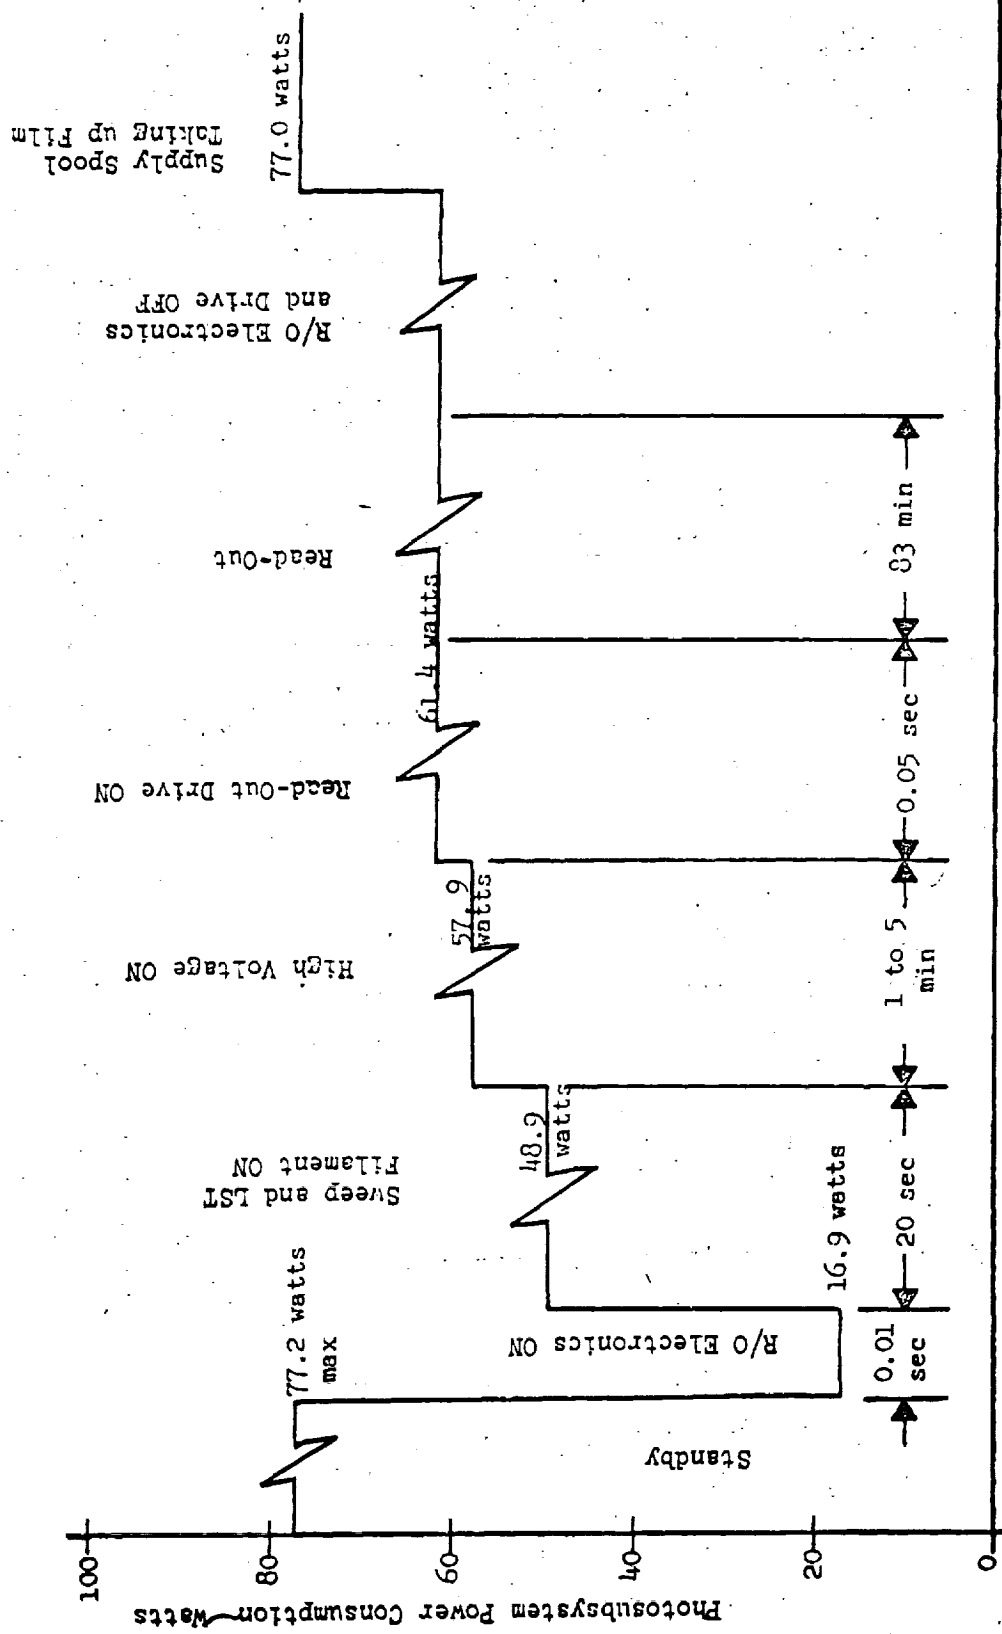 Photosubsystem Power Consumption~Watts
100
80
60
40
20
0
Standby
77.2 watts
max
R/O Electronics ON
16.9 watts
0.01
sec
Sweep and LST
Filament ON
48.9
watts
20 sec
High Voltage ON
57.9
watts
1 to 5
min
Read-Out Drive ON
61.4 watts
0.05 sec
Read-Out
83 min
R/O Electronics
and Drive OFF
Supply Spool
Taking up Film
77.0 watts